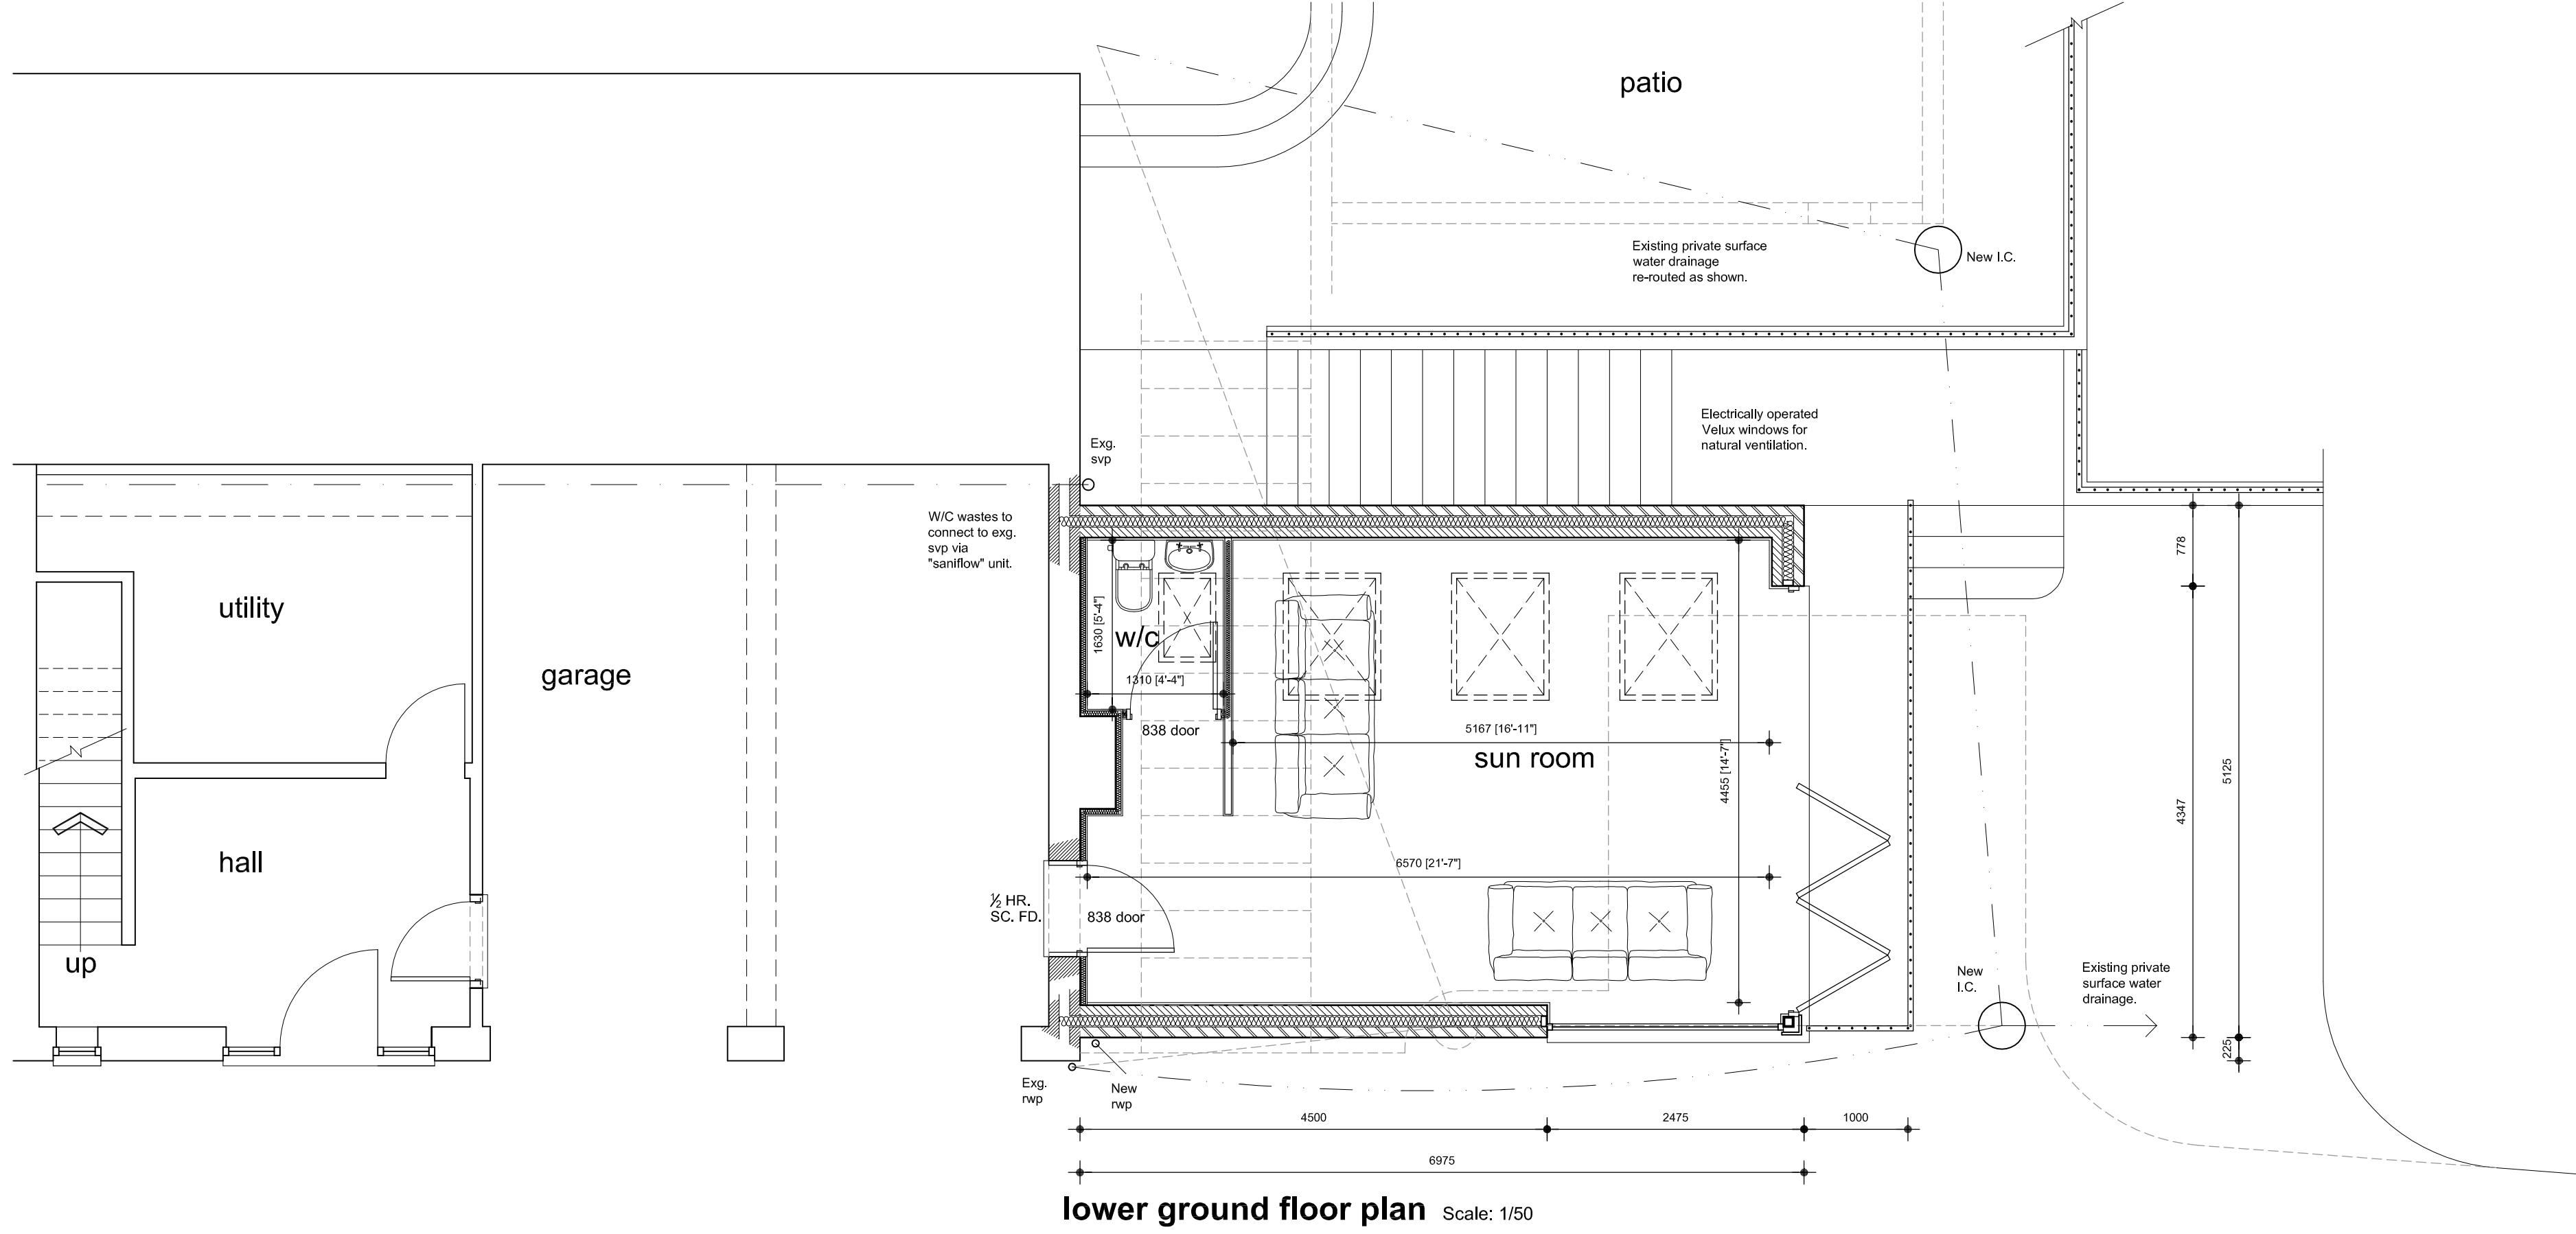 patio
Existing private surface
water drainage
re-routed as shown.
New I.C.
Electrically operated
Velux windows for
natural ventilation.
Exg.
svp
W/C wastes to
connect to exg.
svp via
"saniflow" unit.
utility
garage
hall
up
w/c
1630 [5'-4"]
1310 [4'-4"]
838 door
5167 [16'-11"]
sun room
4455 [14'-7"]
6570 [21'-7"]
½ HR.
SC. FD.
838 door
778
4347
5125
225
New
I.C.
Existing private
surface water
drainage.
Exg.
rwp
New
rwp
4500
2475
1000
6975
lower ground floor plan Scale: 1/50